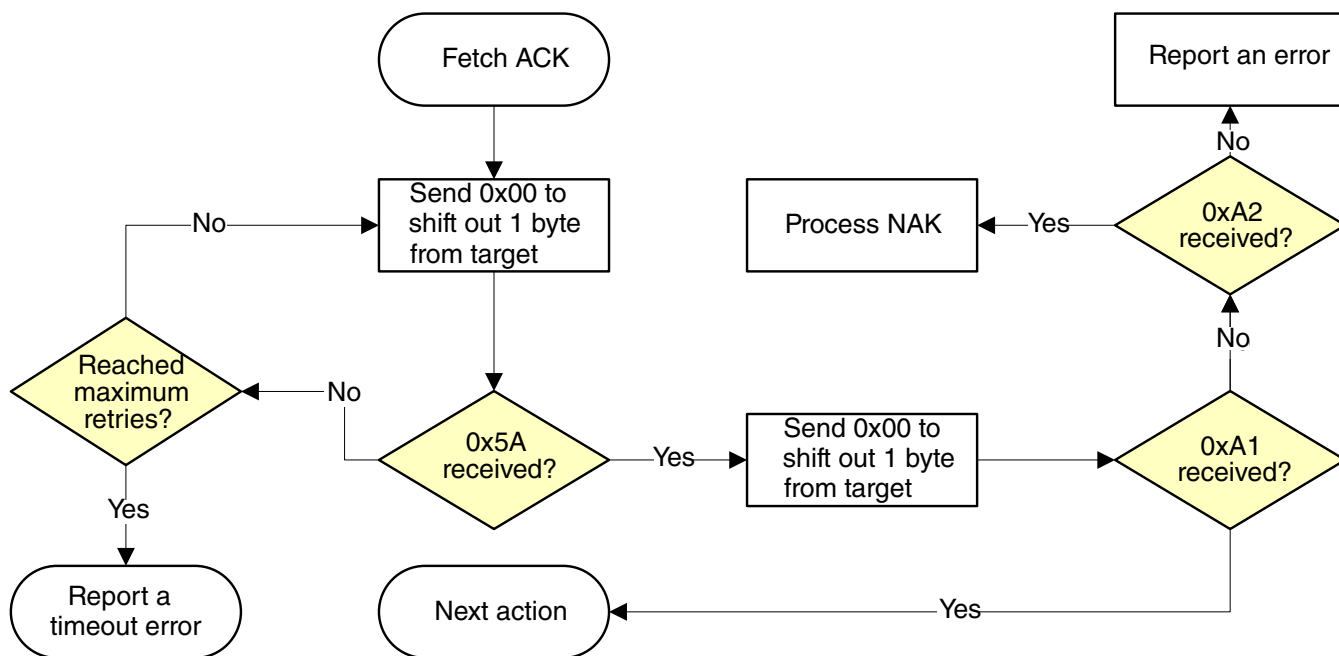 Fetch ACK
Report an error
No
Send 0x00 to
shift out 1 byte
from target
No
Process NAK
Yes
0xA2
received?
No
Reached
maximum
retries?
No
0x5A
received?
Yes
Send 0x00 to
shift out 1 byte
from target
0xA1
received?
Yes
Report a
timeout error
Next action
Yes